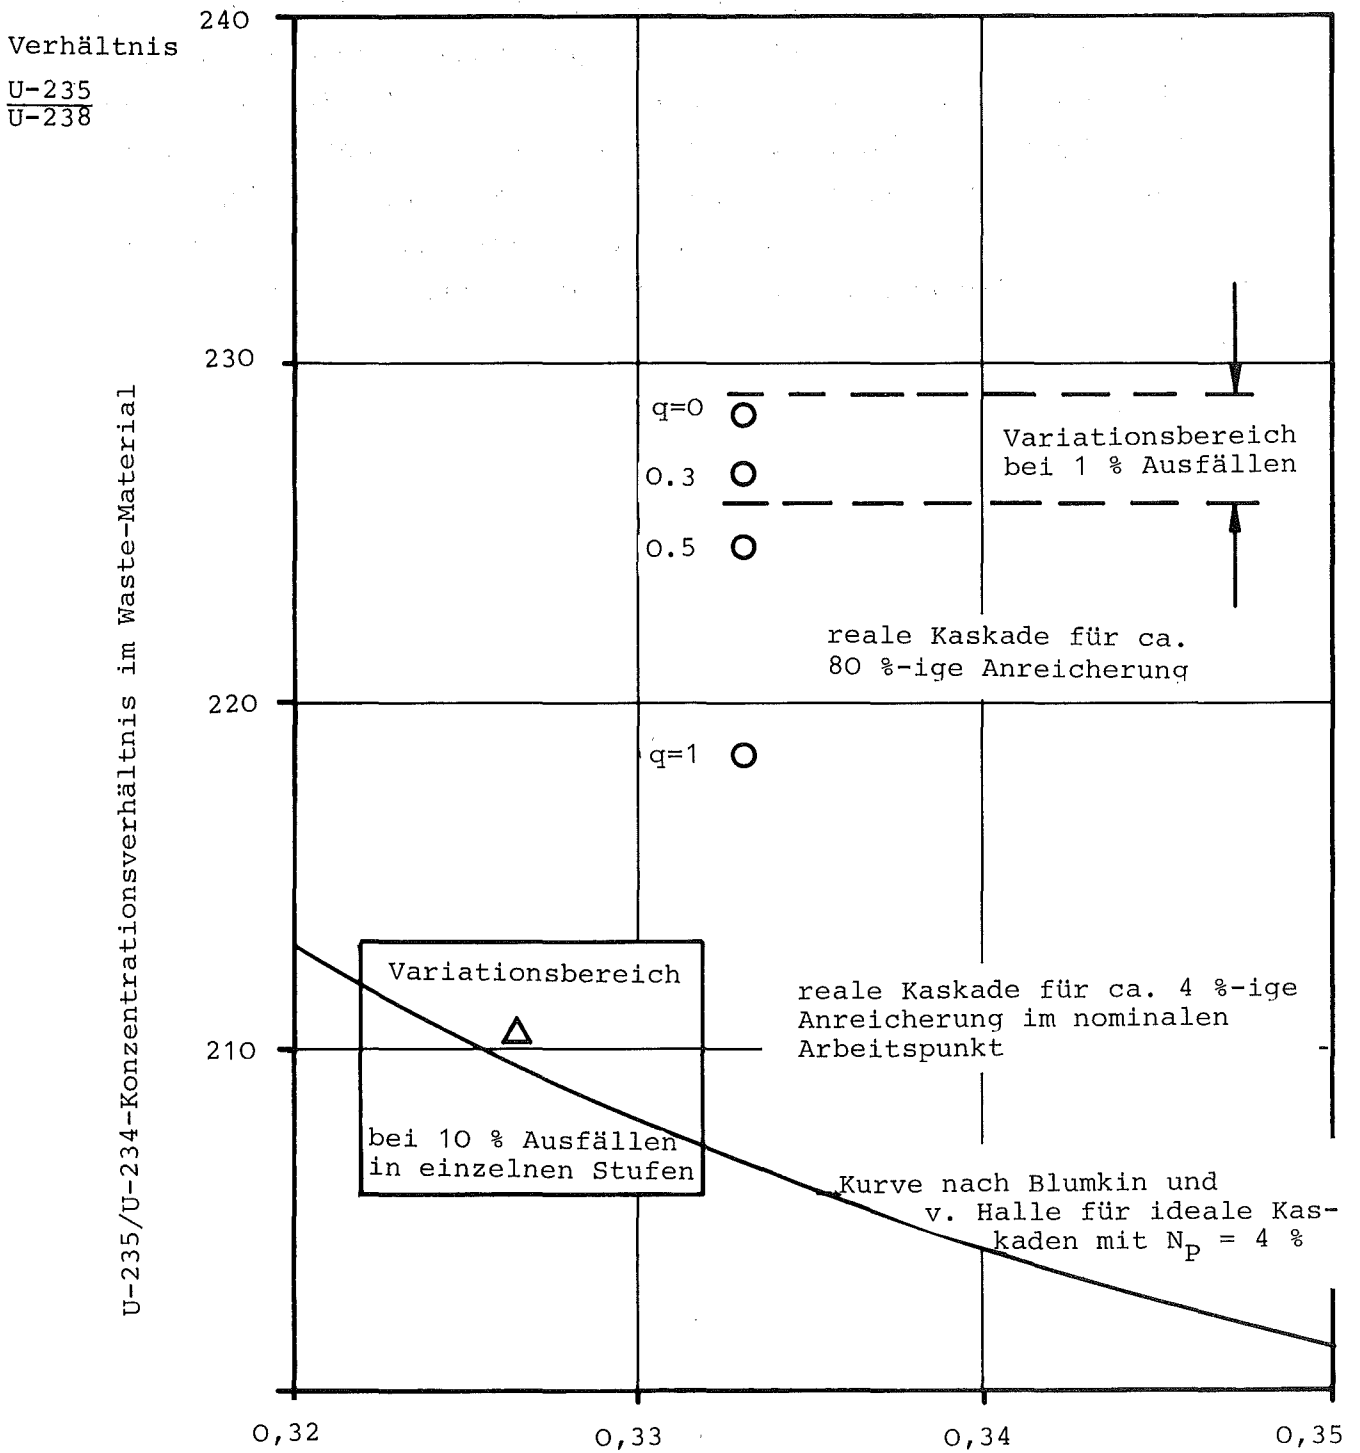 240
Verhältnis
U-235
U-238
230
q=0
Variationsbereich
bei 1 % Ausfällen
0.3
0.5
reale Kaskade für ca.
80 %-ige Anreicherung
220
q=1
U-235/U-234-Konzentrationsverhältnis im Waste-Material
Variationsbereich
reale Kaskade für ca. 4 %-ige
Anreicherung im nominalen
Arbeitspunkt
210
bei 10 % Ausfällen
in einzelnen Stufen
Kurve nach Blumkin und
v. Halle für ideale Kas-
kaden mit Np = 4 %
0,32
0,33
0,34
0,35